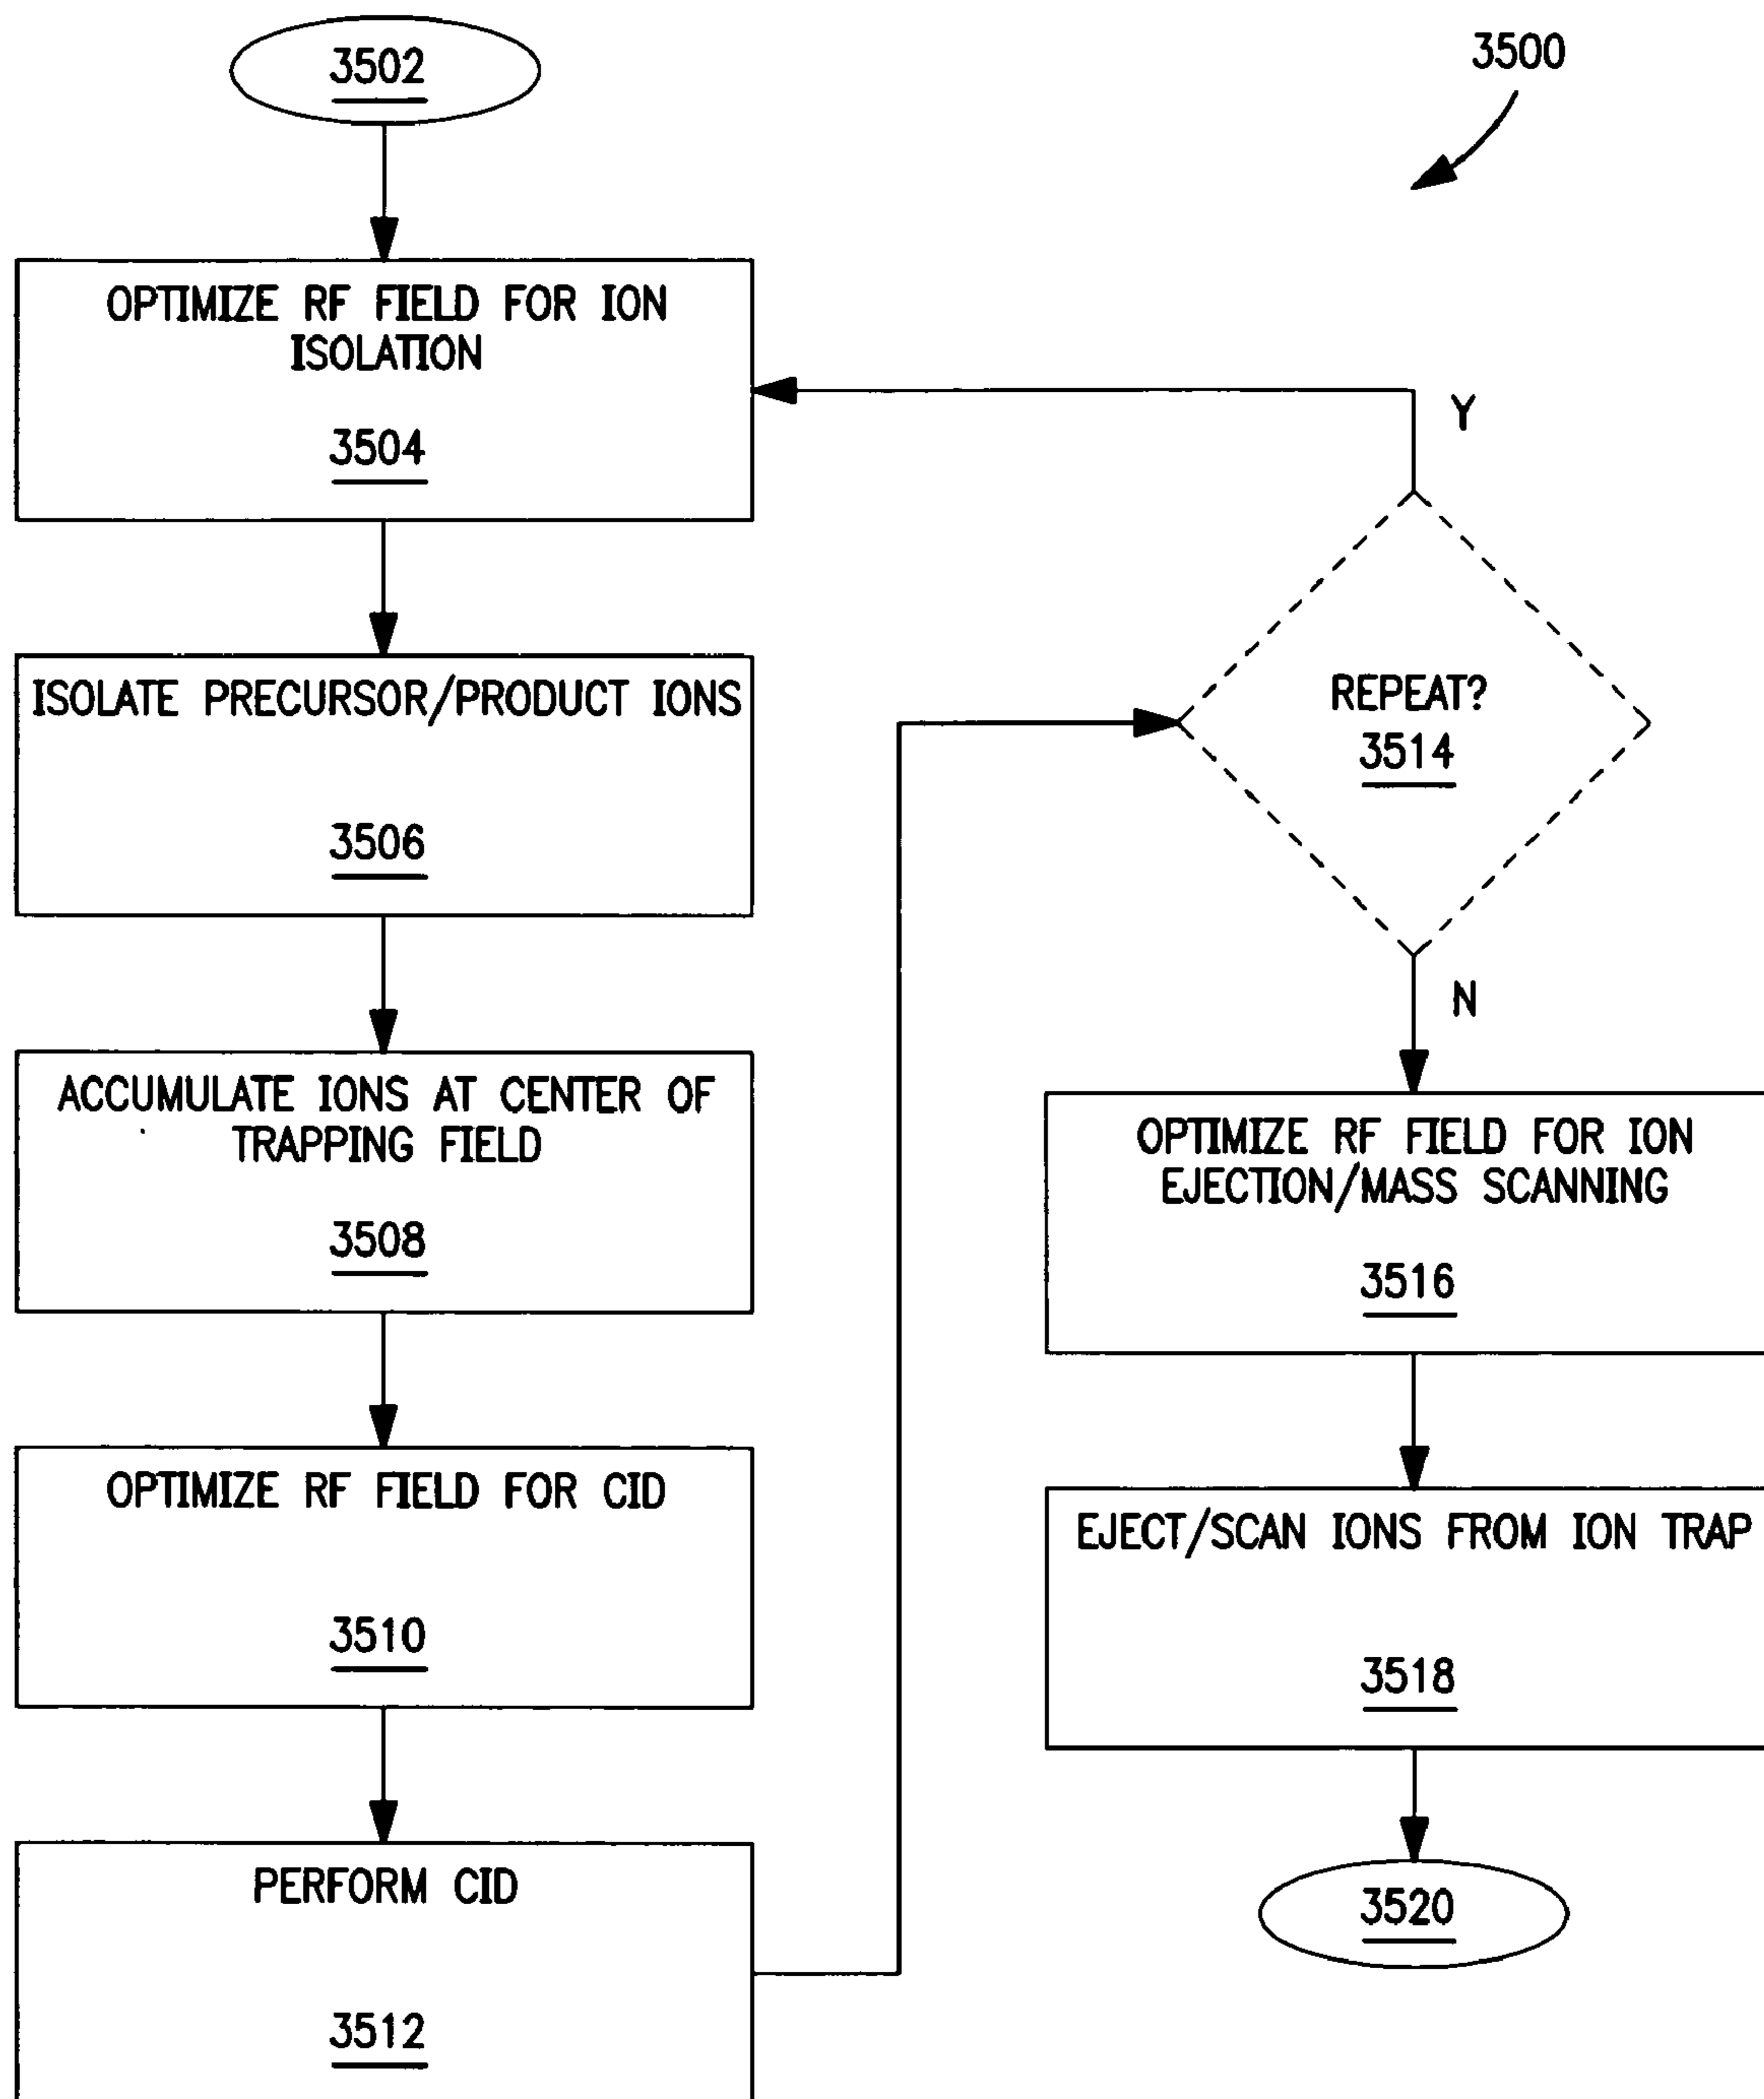 3502
3500
OPTIMIZE RF FIELD FOR ION
ISOLATION
3504
Y
ISOLATE PRECURSOR/PRODUCT IONS
3506
REPEAT?
3514
N
ACCUMULATE IONS AT CENTER OF
TRAPPING FIELD
3508
OPTIMIZE RF FIELD FOR CID
3510
PERFORM CID
3512
OPTIMIZE RF FIELD FOR ION
EJECTION/MASS SCANNING
3516
EJECT/SCAN IONS FROM ION TRAP
3518
3520